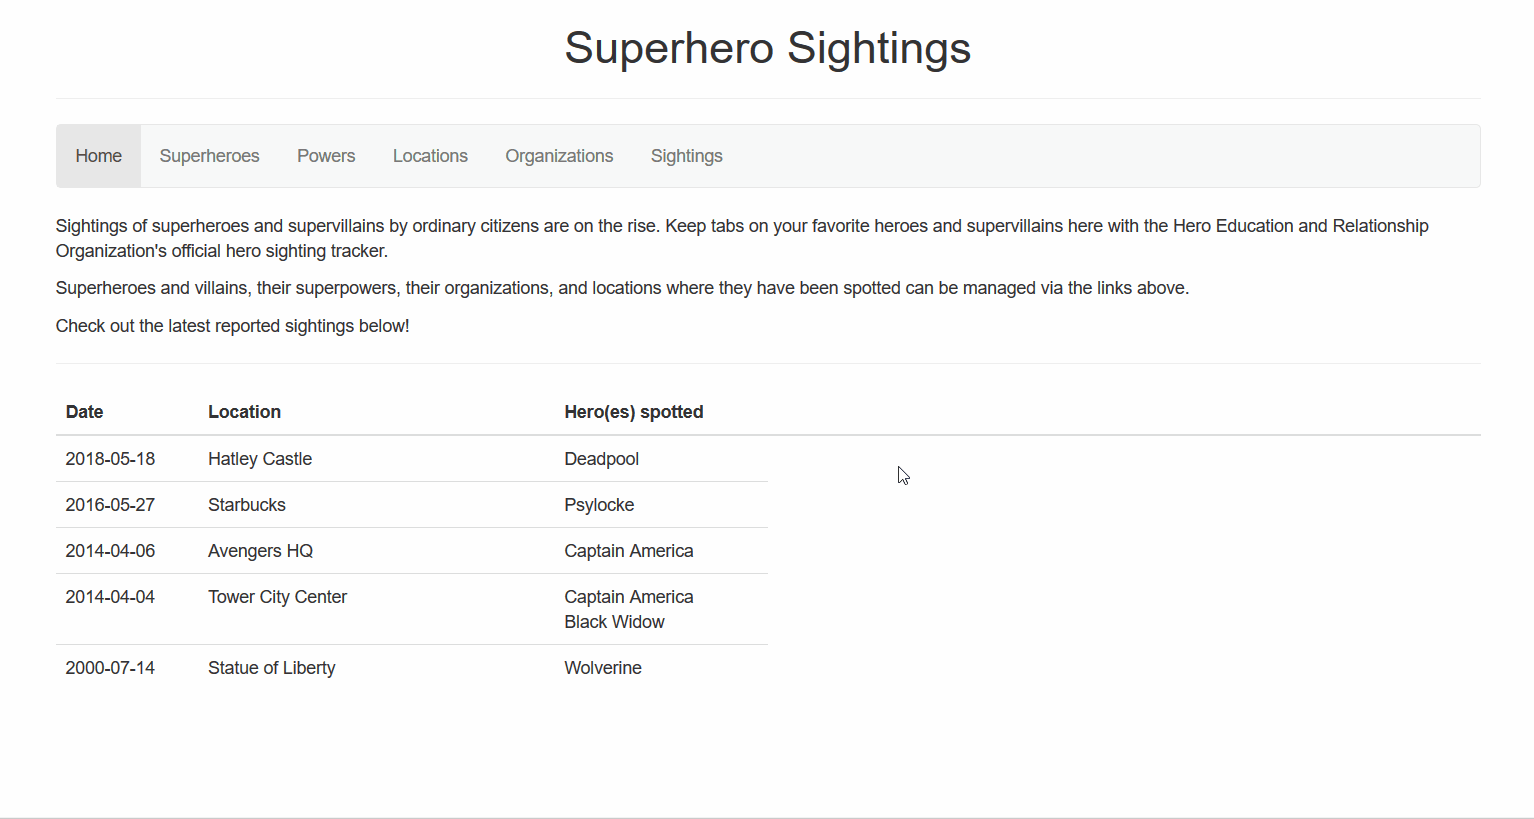 Superhero Sightings
Home Superheroes Powers Locations Organizations Sightings
Sightings of superheroes and supervillains by ordinary citizens are on the rise. Keep tabs on your favorite heroes and supervillains here with the Hero Education and Relationship
Organization's official hero sighting tracker.
Superheroes and villains, their superpowers, their organizations, and locations where they have been spotted can be managed via the links above.
Check out the latest reported sightings below!
Date Location Hero(es) spotted
2018-05-18 Hatley Castle Deadpool
2016-05-27 Starbucks Psylocke
2014-04-06 Avengers HQ Captain America
2014-04-04 Tower City Center Captain America
Black Widow
2000-07-14 Statue of Liberty Wolverine